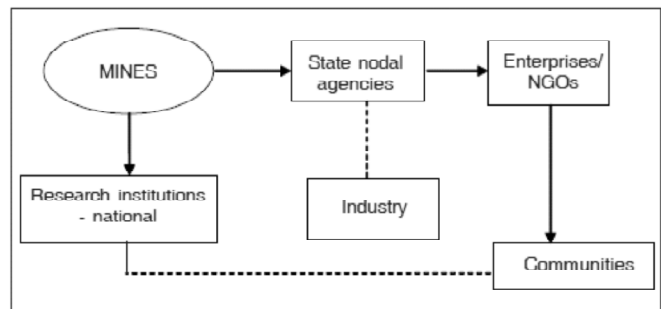 MINES
State nodal
agencies
Enterprises/
NGOs
Research institutions
- national
Industry
Communities